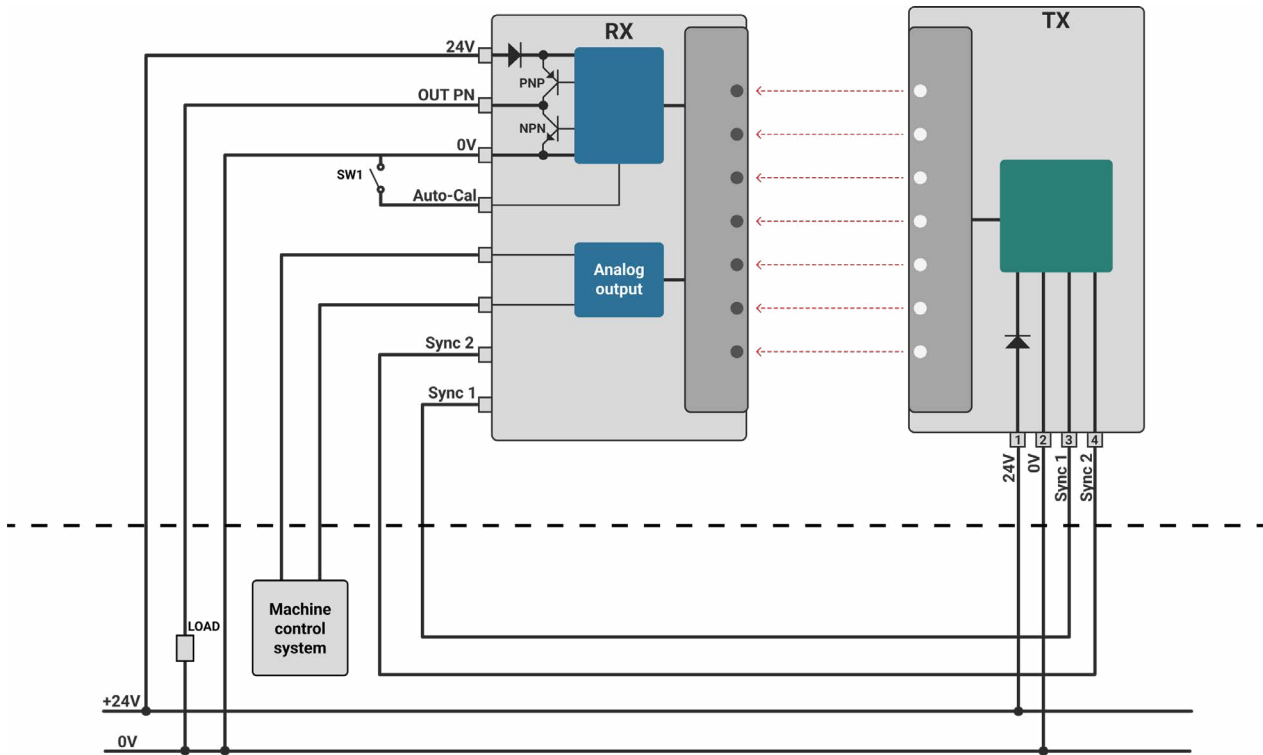 RX
TX
24V
PNP
OUT PN
NPN
0V
SW1
Auto-Cal
Analog
output
Sync 2
Sync 1
1
2
3
4
24V
0V
Sync 1
Sync 2
Machine
control
system
LOAD
+24V
0V